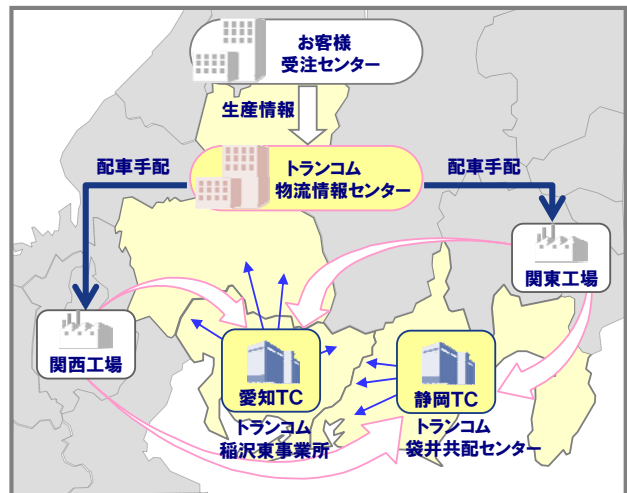 お客様
受注センター
生産情報
トランコム
物流情報センター
配車手配
配車手配
関東工場
関西工場
愛知TC
トランコム
稲沢東事業所
静岡TC
トランコム
袋井共配センター